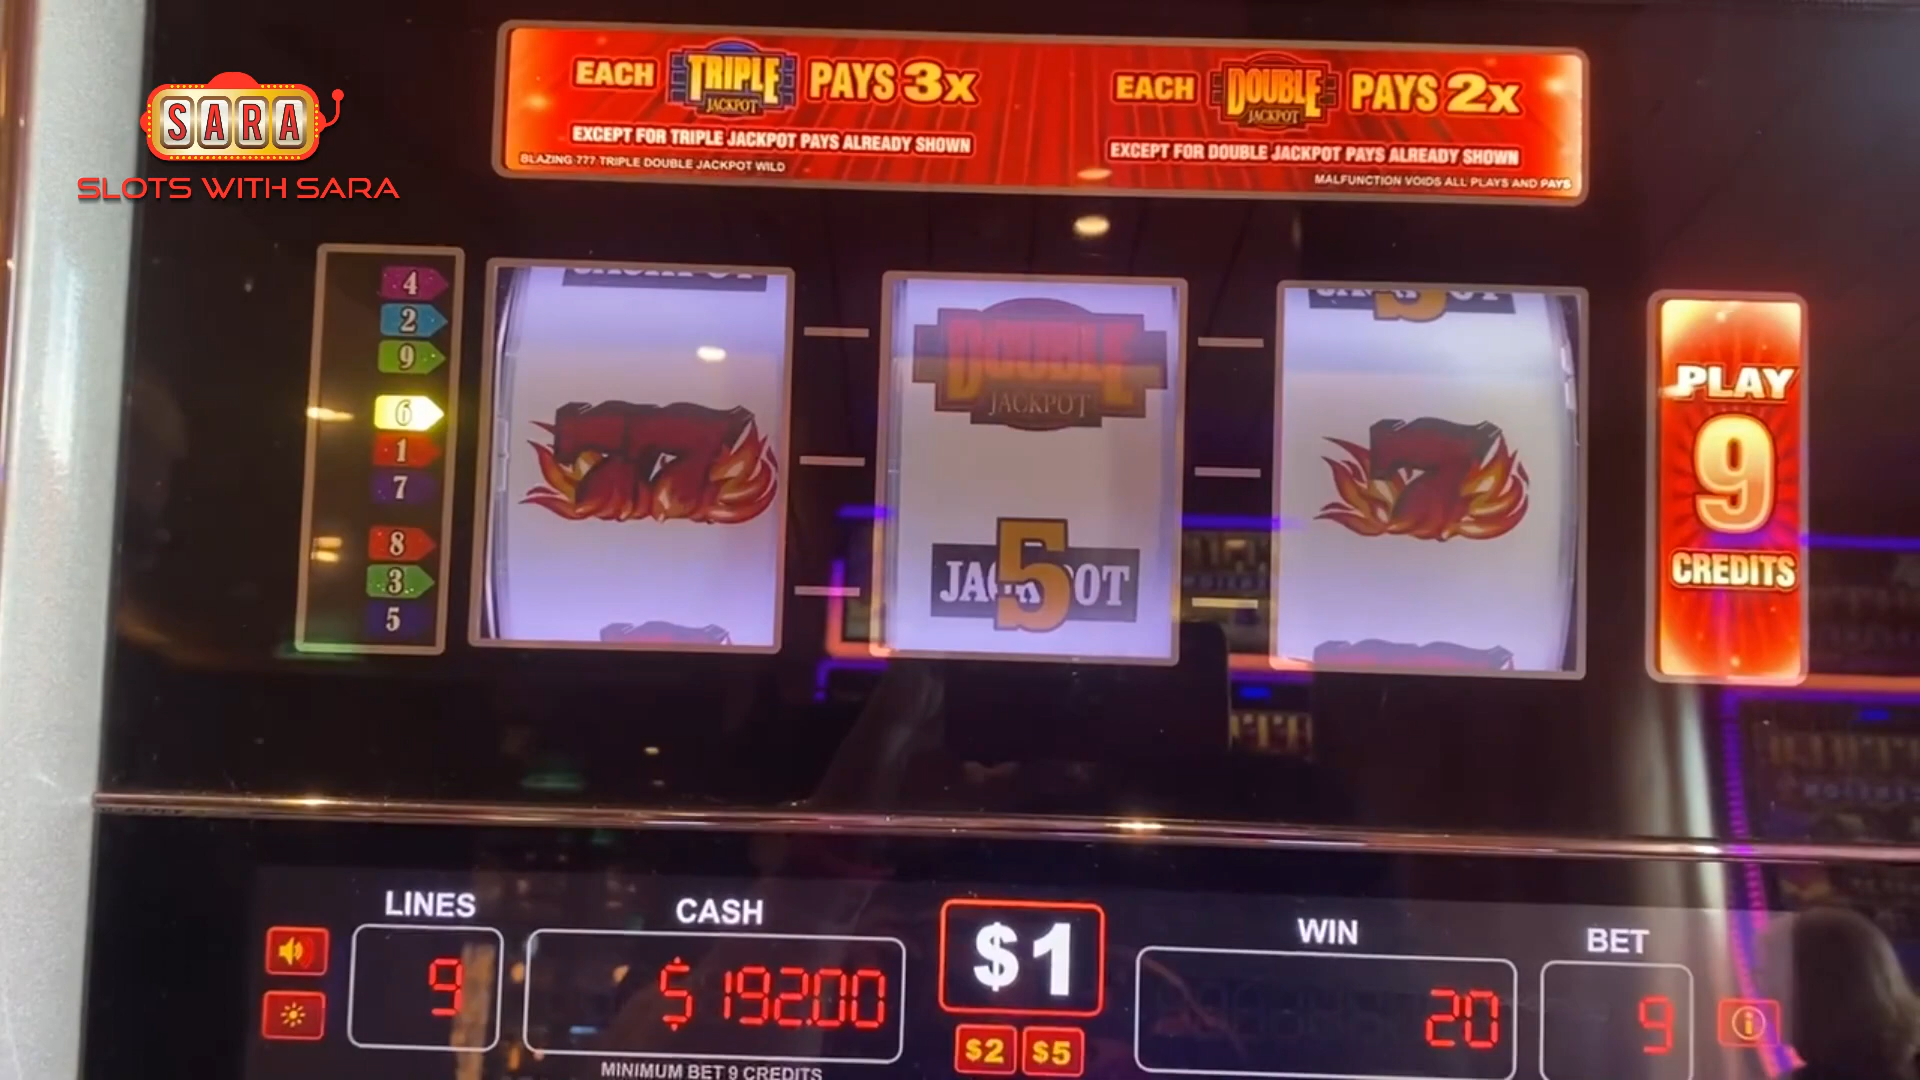 SARA
SLOTS WITH SARA
EACH TRIPLE JACKPOT PAYS 3x
EXCEPT FOR TRIPLE JACKPOT PAYS ALREADY SHOWN
BLAZING 777 TRIPLE DOUBLE JACKPOT WILD
EACH DOUBLE JACKPOT PAYS 2x
EXCEPT FOR DOUBLE JACKPOT PAYS ALREADY SHOWN
MALFUNCTION VOIDS ALL PLAYS AND PAYS
4
2
9
6
1
7
8
3
5
77
DOUBLE
JACKPOT
5
JACKPOT
7
PLAY
9
CREDITS
LINES
9
CASH
$192.00
MINIMUM BET 9 CREDITS
$1
$2 $5
WIN
20
BET
9